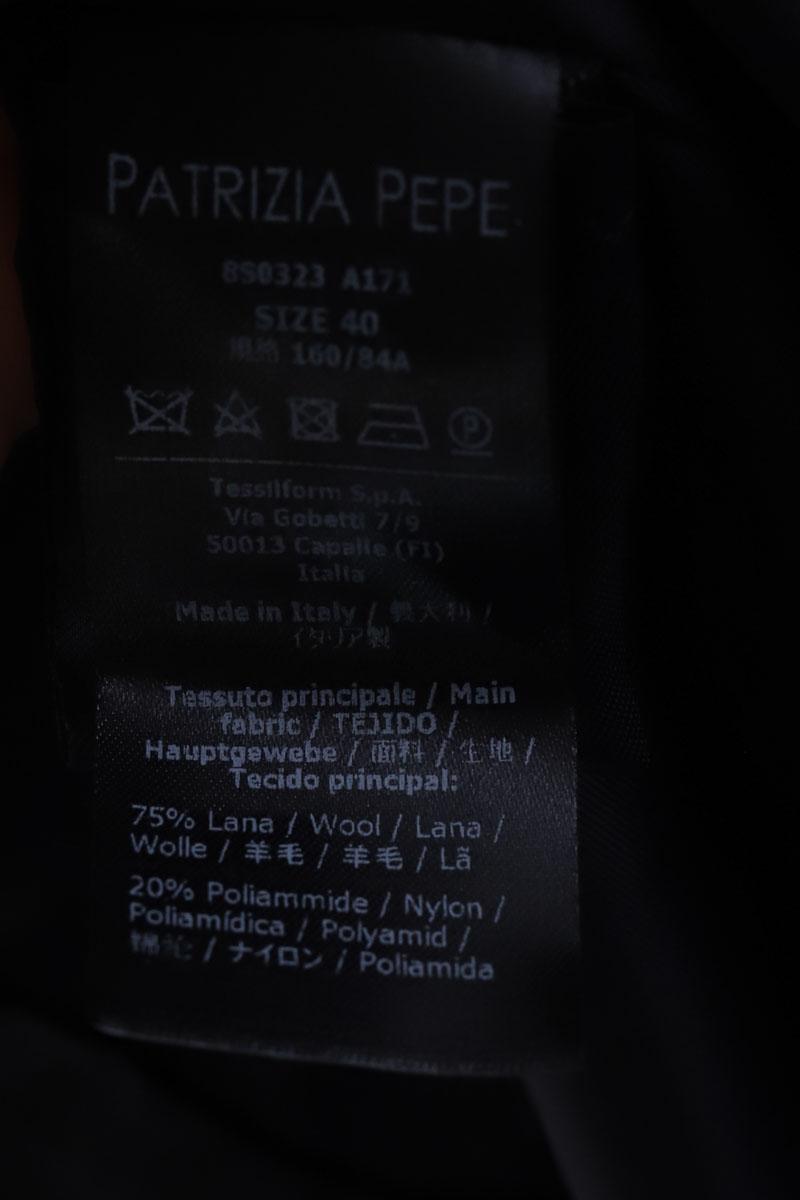 PATRIZIA PEPE
8S0323 A171
SIZE 40
160/84A
P
Tessilform S.p.A.
Via Gobetti 7/9
50013 Capalle (FI)
Italia
Made in Italy / 義大利 /
イタリア製
Tessuto principale / Main
fabric / TEJIDO /
Hauptgewebe / 面料 / 生地 /
Tecido principal:
75% Lana / Wool / Lana /
Wolle / 羊毛 / 羊毛 / Lã
20% Poliammide / Nylon /
Poliamídica / Polyamid /
/ ナイロン / Poliamida